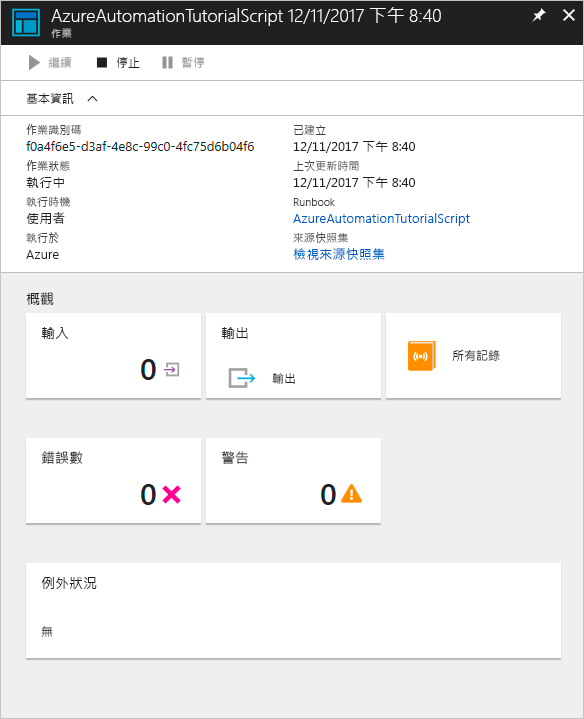 AzureAutomationTutorialScript 12/11/2017 下午 8:40
作業
繼續 停止 暫停
基本資訊
作業識別碼 已建立
f0a4f6e5-d3af-4e8c-99c0-4fc75d6b04f6 12/11/2017 下午 8:40
作業狀態 上次更新時間
執行中 12/11/2017 下午 8:40
執行時機 Runbook
使用者 AzureAutomationTutorialScript
執行於 來源快照集
Azure 檢視來源快照集
概觀
輸入 輸出
0 輸出 所有記錄
錯誤數 警告
0 0
例外狀況
無